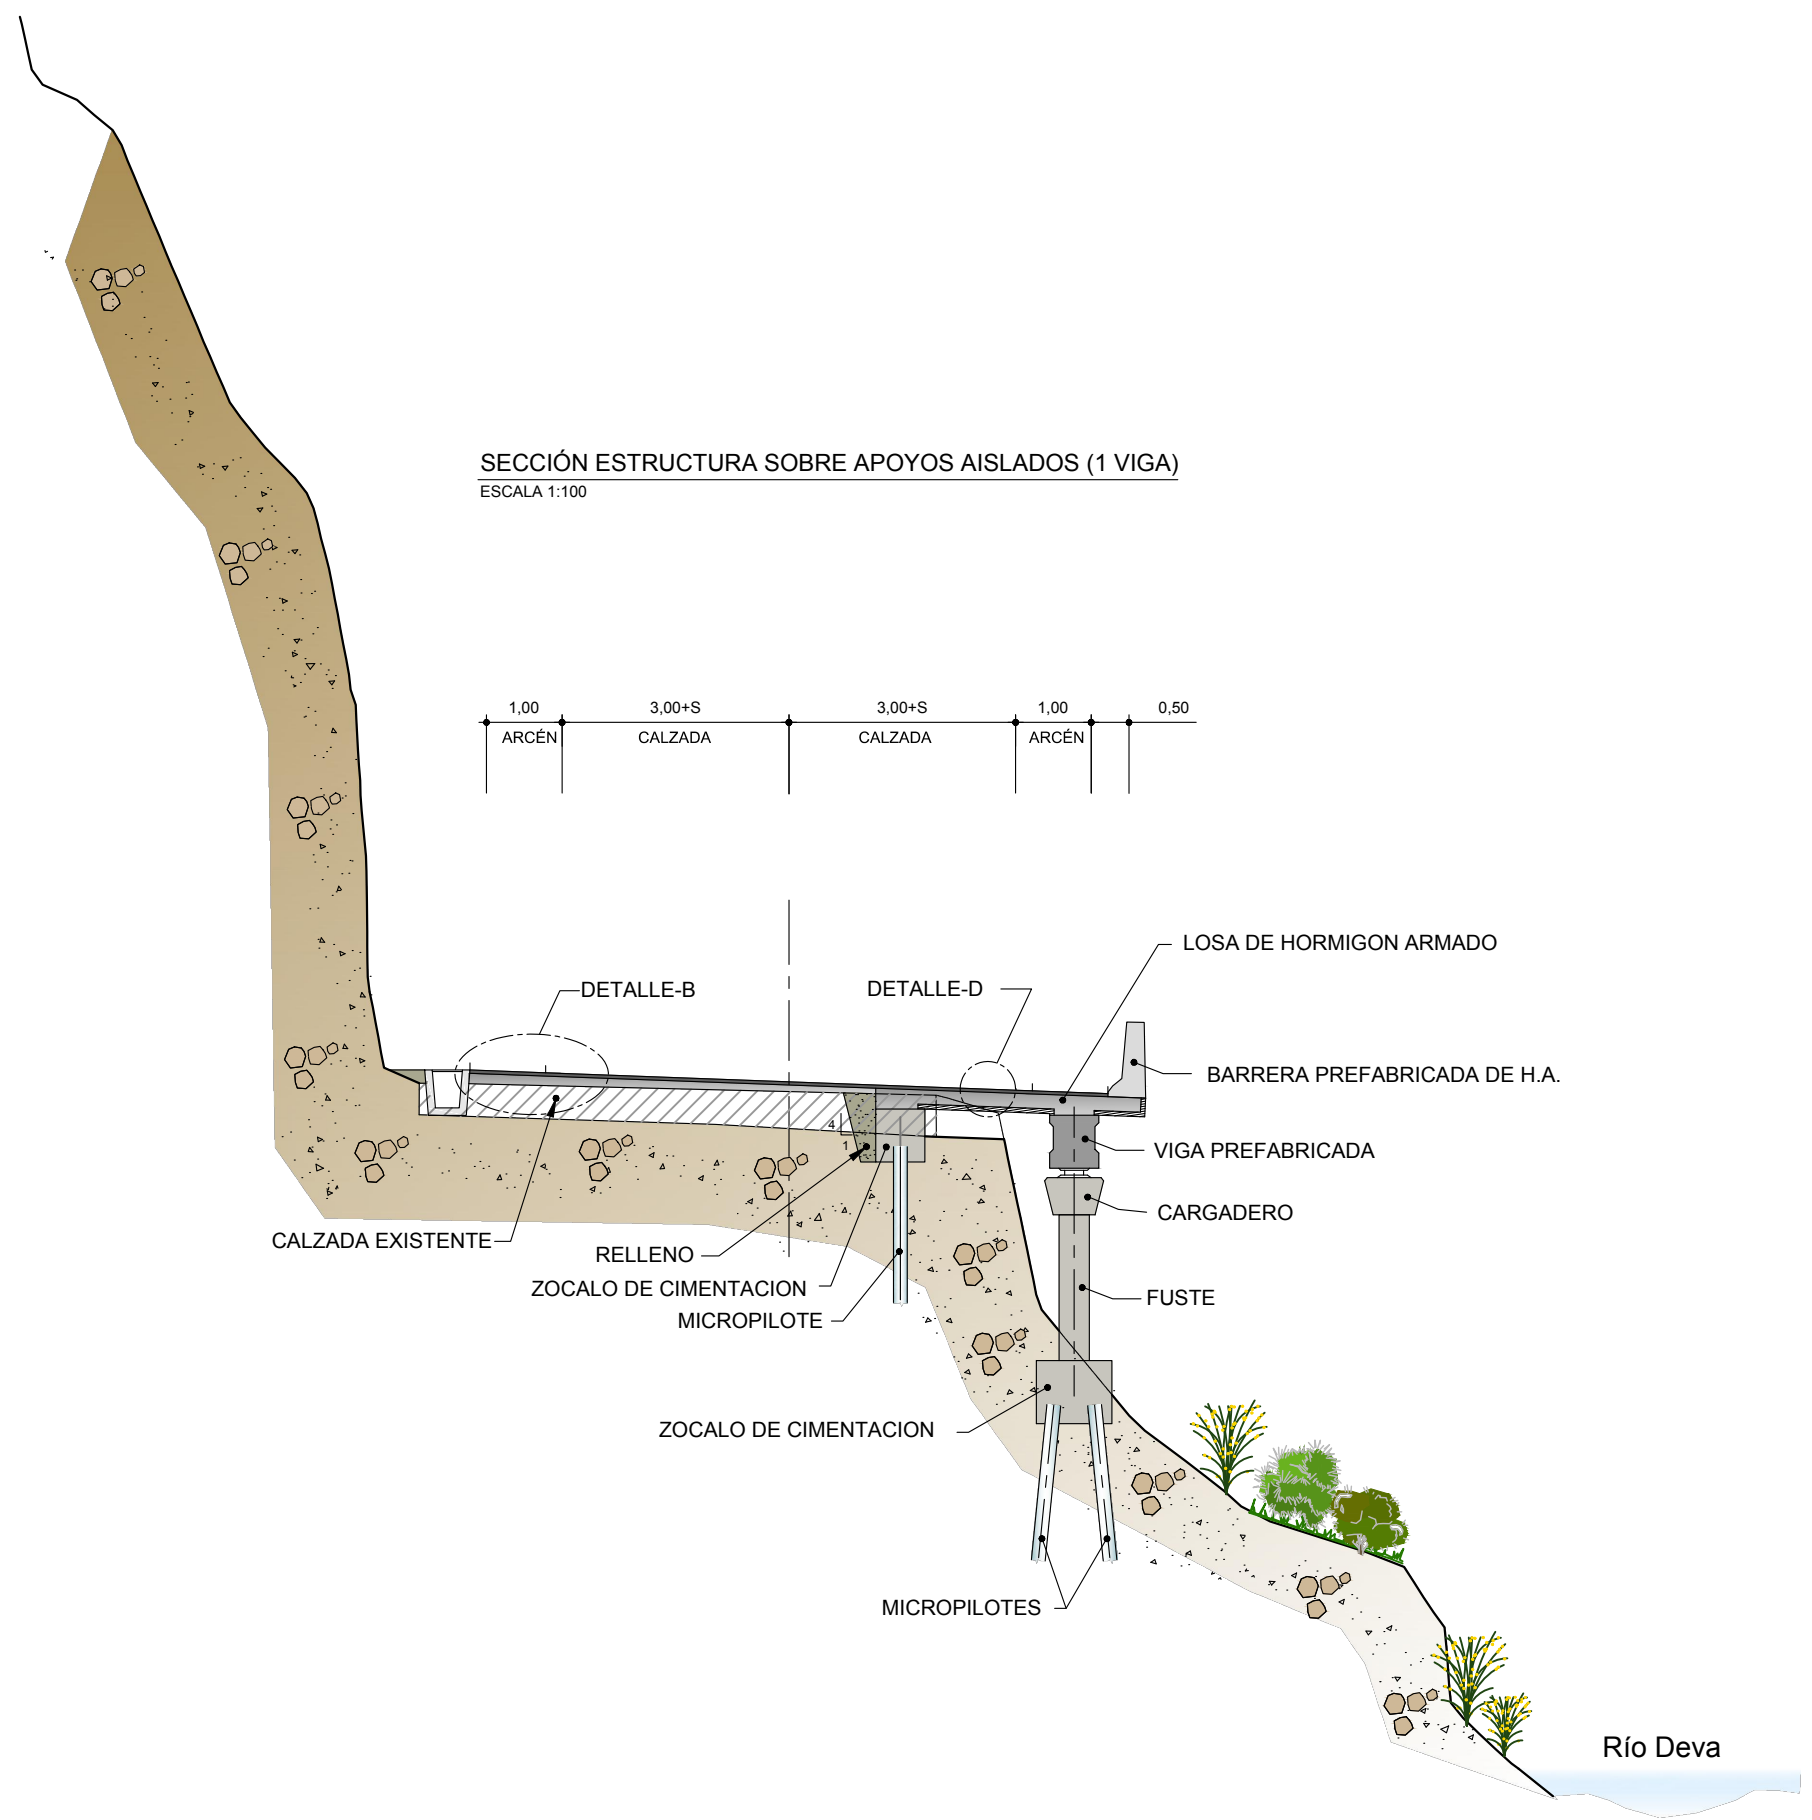 SECCIÓN ESTRUCTURA SOBRE APOYOS AISLADOS (1 VIGA)
ESCALA 1:100
1,00 3,00+S 3,00+S 1,00 0,50
ARCÉN CALZADA CALZADA ARCÉN
LOSA DE HORMIGON ARMADO
DETALLE-B DETALLE-D
BARRERA PREFABRICADA DE H.A.
4
1
VIGA PREFABRICADA
CARGADERO
CALZADA EXISTENTE
RELLENO
ZOCALO DE CIMENTACION
FUSTE
MICROPILOTE
ZOCALO DE CIMENTACION
MICROPILOTES
Río Deva